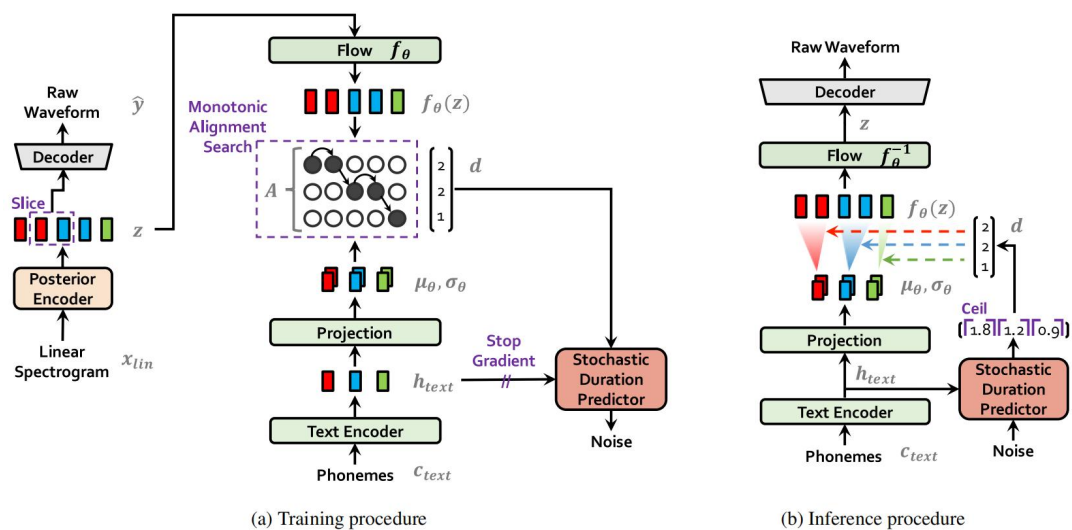 Flow f_θ
f_θ(z)
Monotonic
Alignment
Search
A
2
2
1
d
Raw
Waveform
ŷ
Decoder
Slice
z
Posterior
Encoder
Linear
Spectrogram
x_lin
μ_θ, σ_θ
Projection
h_text
Stop
Gradient
Stochastic
Duration
Predictor
Noise
Text Encoder
Phonemes
c_text
(a) Training procedure
Raw Waveform
Decoder
z
Flow f_θ^{-1}
f_θ(z)
d
2
2
1
μ_θ, σ_θ
Ceil
1.8 1.2 0.9
Projection
h_text
Stochastic
Duration
Predictor
Text Encoder
Phonemes
c_text
Noise
(b) Inference procedure